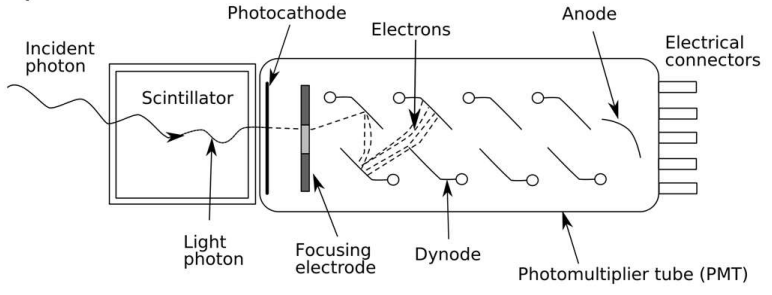 Photocathode
Electrons
Anode
Incident
photon
Electrical
connectors
Scintillator
Light
photon
Focusing
electrode
Dynode
Photomultiplier tube (PMT)